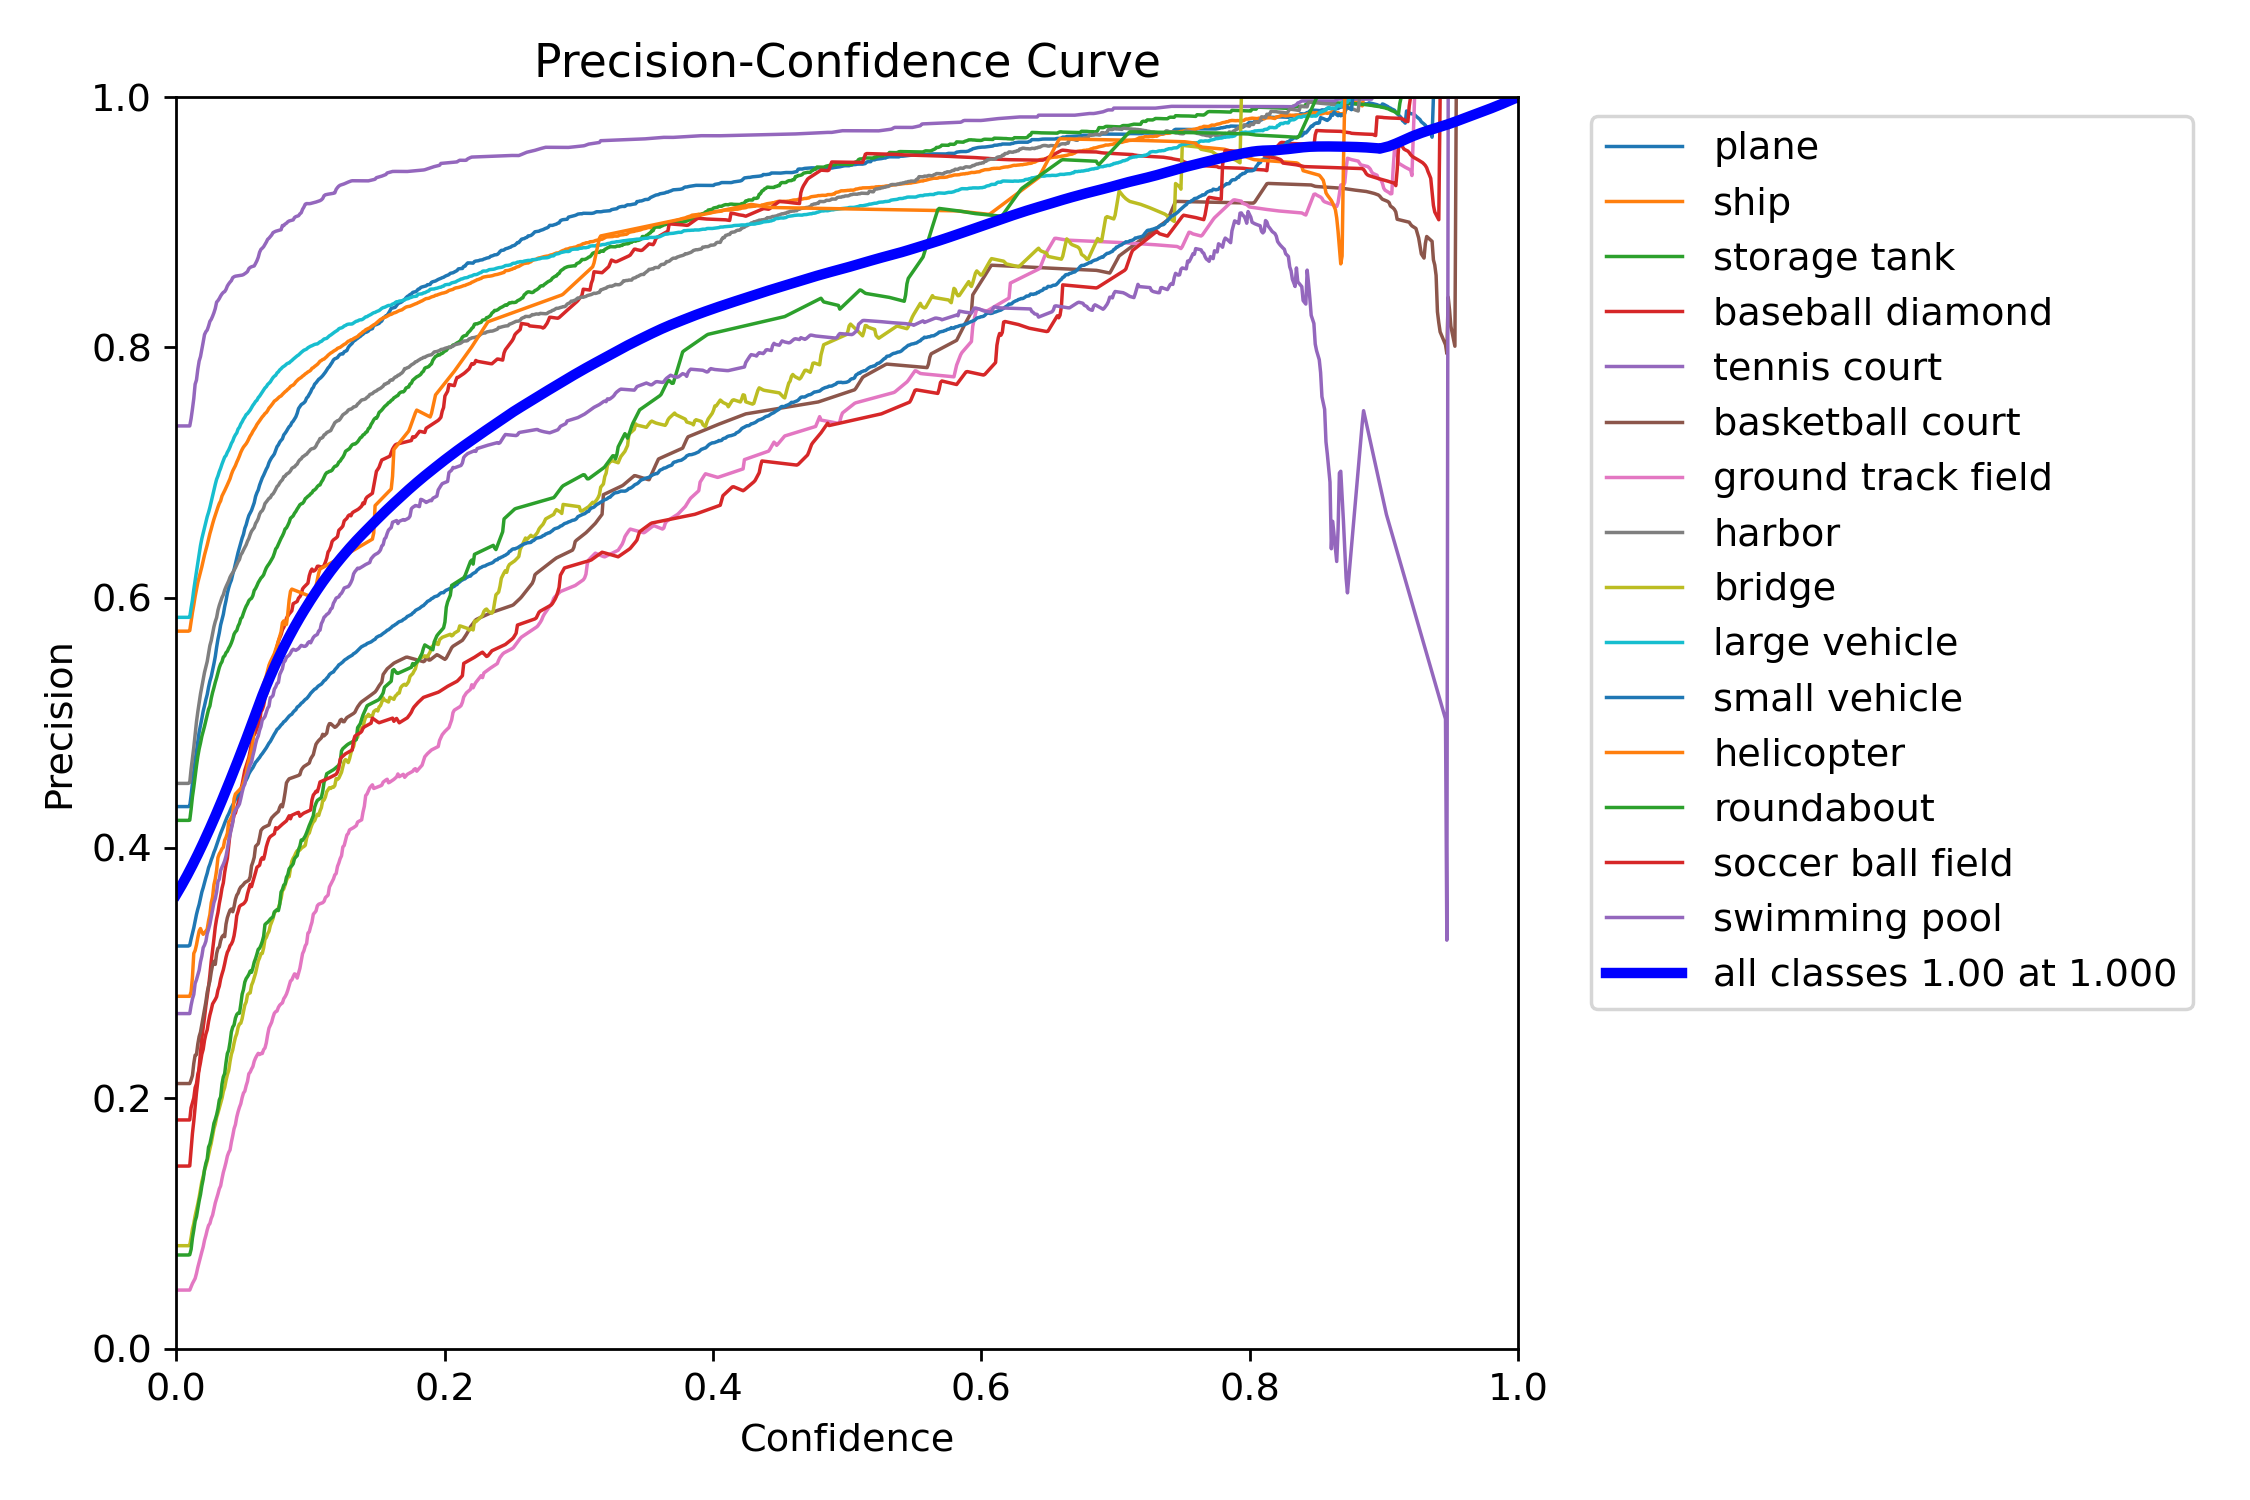 Precision-Confidence Curve
1.0
0.8
0.6
0.4
0.2
0.0
Precision
0.0 0.2 0.4 0.6 0.8 1.0
Confidence
plane
ship
storage tank
baseball diamond
tennis court
basketball court
ground track field
harbor
bridge
large vehicle
small vehicle
helicopter
roundabout
soccer ball field
swimming pool
all classes 1.00 at 1.000